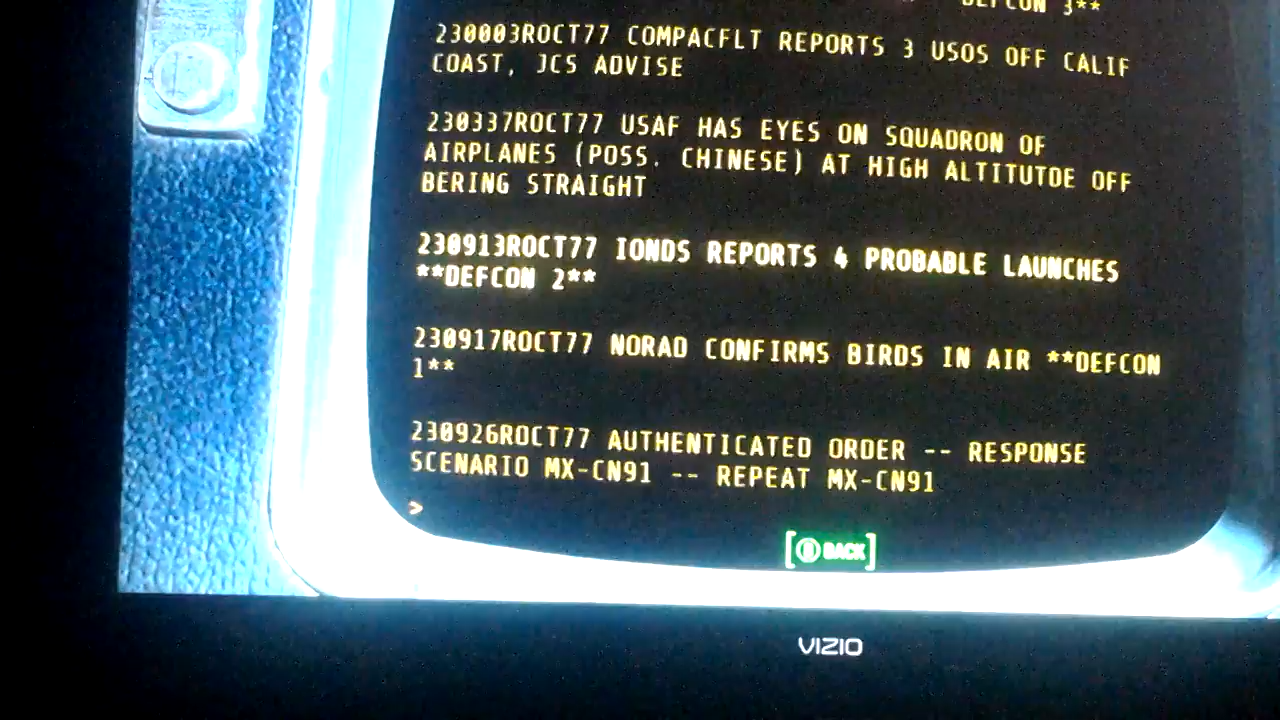 DEFCON 3**
230003ROCT77 COMPACFLT REPORTS 3 USOS OFF CALIF
COAST, JCS ADVISE
230337ROCT77 USAF HAS EYES ON SQUADRON OF
AIRPLANES (POSS. CHINESE) AT HIGH ALTITUTDE OFF
BERING STRAIGHT
230913ROCT77 IONDS REPORTS 4 PROBABLE LAUNCHES
**DEFCON 2**
230917ROCT77 NORAD CONFIRMS BIRDS IN AIR **DEFCON
1**
230926ROCT77 AUTHENTICATED ORDER -- RESPONSE
SCENARIO MX-CN91 -- REPEAT MX-CN91
>
[B BACK]
VIZIO